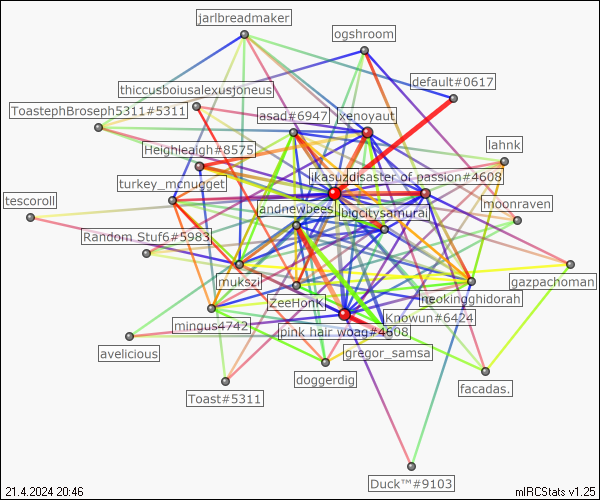 jarlbreadmaker
ogshroom
default#0617
thiccusboiusalexusjoneus
ToastephBroseph5311#5311
asad#6947
xenoyaut
lahnk
Heighleaigh#8575
ikasuzdisaster of passion#4608
turkey_mcnugget
tescoroll
andnewbees
bigcitysamurai
moonraven
Random Stuf6#5983
mukszi
gazpachoman
ZeeHonk
neokingghidorah
mingus4742
Knowun#6424
pink hair woag#4608
avelicious
gregor_samsa
doggerdig
facadas.
Toast#5311
Duck™#9103
21.4.2024 20:46
mIRCStats v1.25